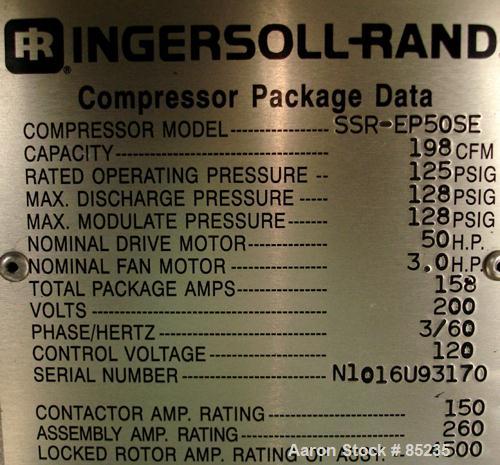 IR INGERSOLL-RAND®
Compressor Package Data
COMPRESSOR MODEL SSR-EP50SE
CAPACITY 198 CFM
RATED OPERATING PRESSURE 125 PSIG
MAX. DISCHARGE PRESSURE 128 PSIG
MAX. MODULATE PRESSURE 128 PSIG
NOMINAL DRIVE MOTOR 50 H.P.
NOMINAL FAN MOTOR 3.0 H.P.
TOTAL PACKAGE AMPS 158
VOLTS 200
PHASE/HERTZ 3/60
CONTROL VOLTAGE 120
SERIAL NUMBER N1016U93170
CONTACTOR AMP. RATING 150
ASSEMBLY AMP. RATING 260
LOCKED ROTOR AMP. RATING OF ASSY.
Aaron Stock # 85235